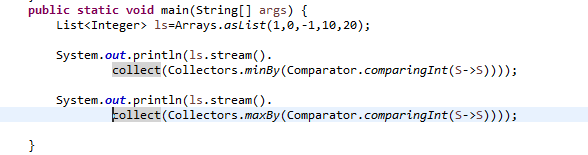 public static void main(String[] args) {
List<Integer> ls=Arrays.asList(1,0,-1,10,20);
System.out.println(ls.stream().
collect(Collectors.minBy(Comparator.comparingInt(S->S))));
System.out.println(ls.stream().
collect(Collectors.maxBy(Comparator.comparingInt(S->S))));
}